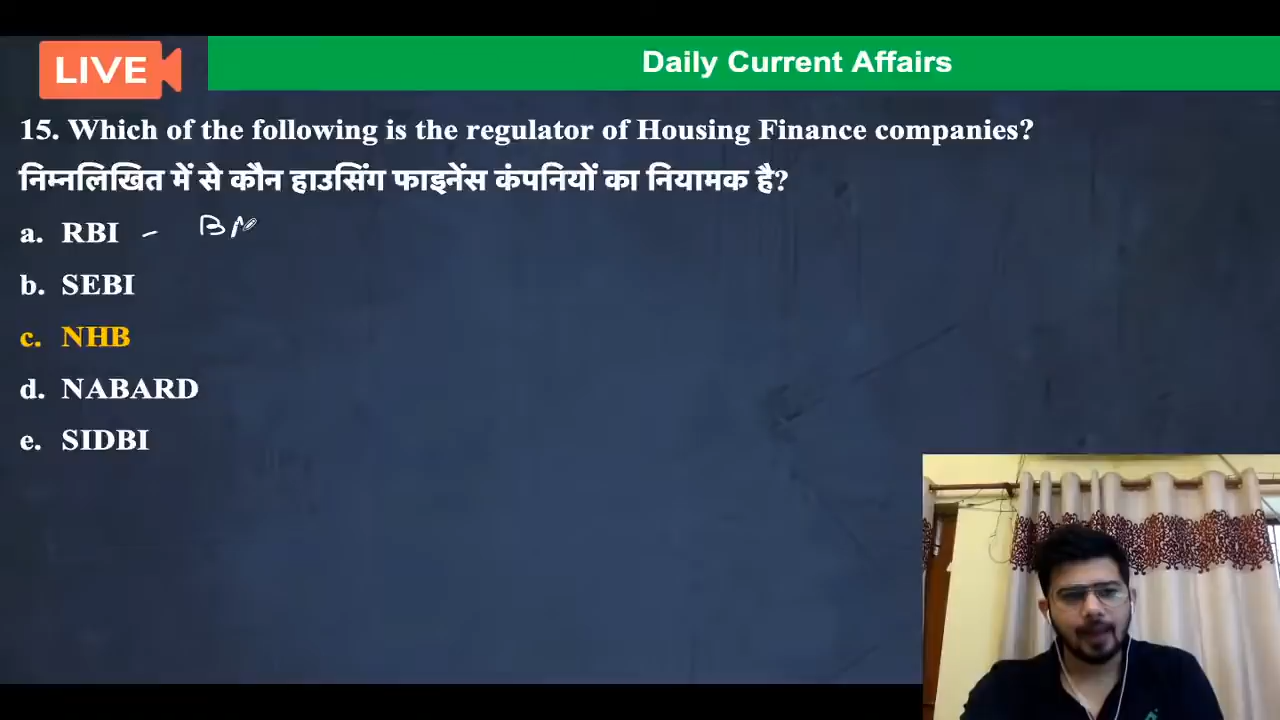 LIVE
Daily Current Affairs
15. Which of the following is the regulator of Housing Finance companies?
निम्नलिखित में से कौन हाउसिंग फाइनेंस कंपनियों का नियामक है?
a. RBI -
b. SEBI
c. NHB
d. NABARD
e. SIDBI